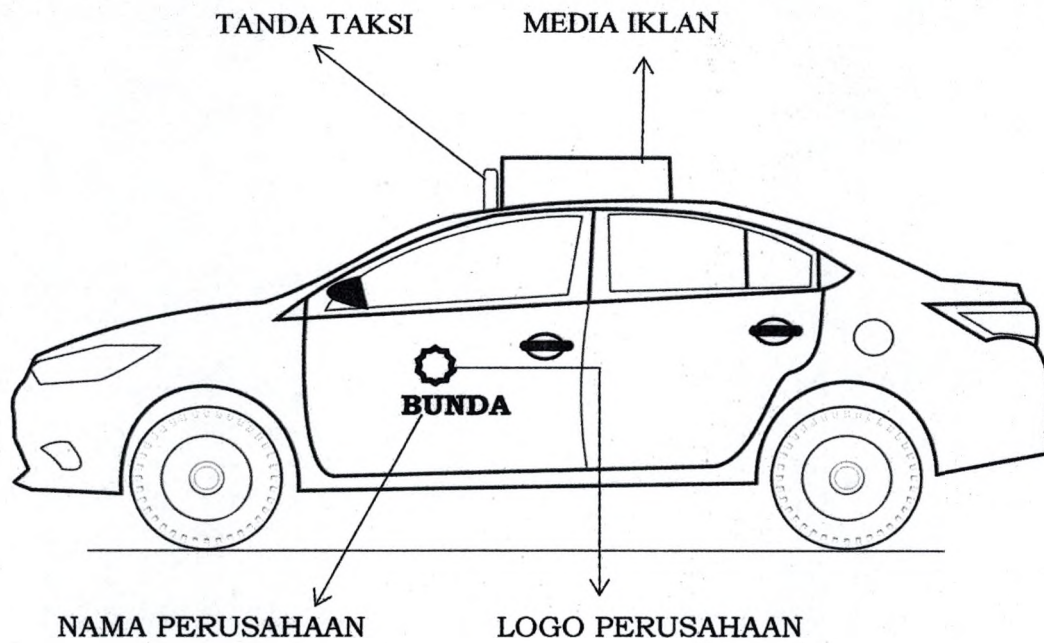 TANDA TAKSI
MEDIA IKLAN
BUNDA
NAMA PERUSAHAAN
LOGO PERUSAHAAN